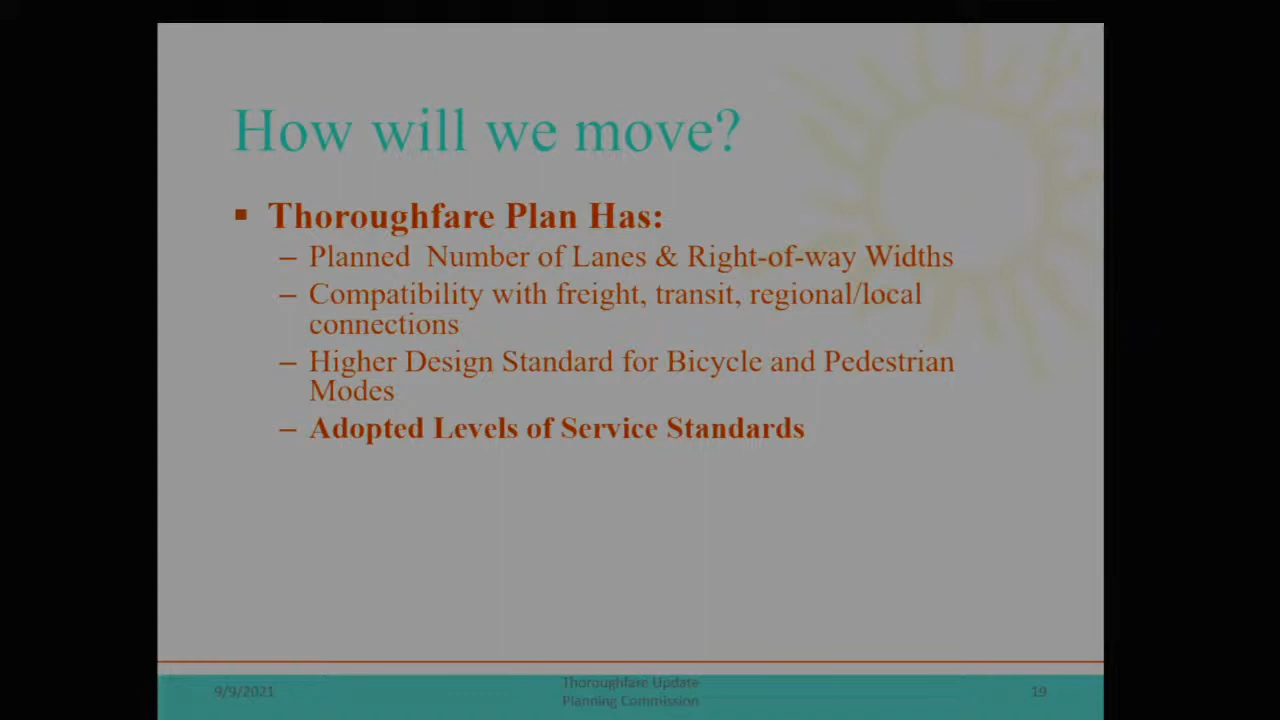 How will we move?
▪ Thoroughfare Plan Has:
– Planned Number of Lanes & Right-of-way Widths
– Compatibility with freight, transit, regional/local
connections
– Higher Design Standard for Bicycle and Pedestrian
Modes
– Adopted Levels of Service Standards
9/9/2021
Thoroughfare Update
Planning Commission
19